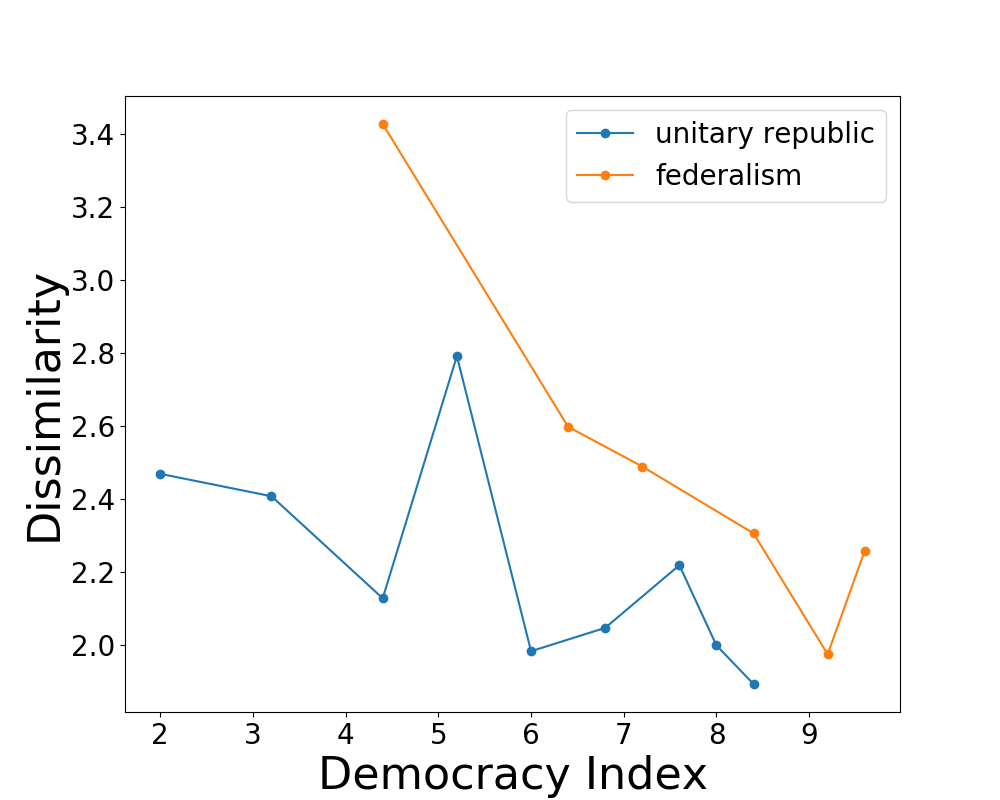 unitary republic
federalism
3.4
3.2
3.0
2.8
2.6
2.4
2.2
2.0
Dissimilarity
2 3 4 5 6 7 8 9
Democracy Index